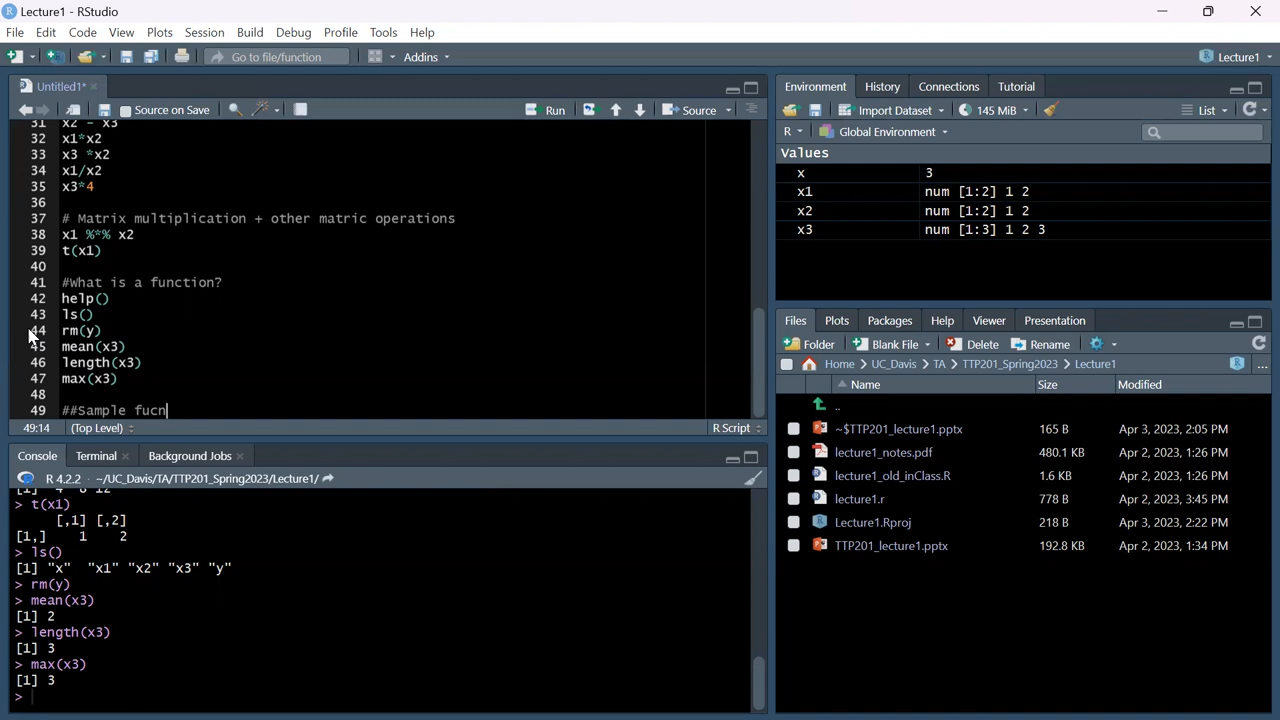 Lecture1 - RStudio
File Edit Code View Plots Session Build Debug Profile Tools Help
Go to file/function Addins Lecture1
Untitled1*
Source on Save Run Source
31 x2 - x3
32 x1*x2
33 x3 *x2
34 x1/x2
35 x3*4
36
37 # Matrix multiplication + other matric operations
38 x1 %*% x2
39 t(x1)
40
41 #What is a function?
42 help()
43 ls()
44 rm(y)
45 mean(x3)
46 length(x3)
47 max(x3)
48
49 ##Sample fucn
49:14 (Top Level) R Script
Console Terminal Background Jobs
R 4.2.2 · ~/UC_Davis/TA/TTP201_Spring2023/Lecture1/
[1] 4 8 12
> t(x1)
[,1] [,2]
[1,] 1 2
> ls()
[1] "x" "x1" "x2" "x3" "y"
> rm(y)
> mean(x3)
[1] 2
> length(x3)
[1] 3
> max(x3)
[1] 3
>
Environment History Connections Tutorial
Import Dataset 145 MiB List
R Global Environment
Values
x 3
x1 num [1:2] 1 2
x2 num [1:2] 1 2
x3 num [1:3] 1 2 3
Files Plots Packages Help Viewer Presentation
Folder Blank File Delete Rename
Home > UC_Davis > TA > TTP201_Spring2023 > Lecture1 ...
Name Size Modified
..
~$TTP201_lecture1.pptx 165 B Apr 3, 2023, 2:05 PM
lecture1_notes.pdf 480.1 KB Apr 2, 2023, 1:26 PM
lecture1_old_inClass.R 1.6 KB Apr 2, 2023, 1:26 PM
lecture1.r 778 B Apr 2, 2023, 3:45 PM
Lecture1.Rproj 218 B Apr 3, 2023, 2:22 PM
TTP201_lecture1.pptx 192.8 KB Apr 2, 2023, 1:34 PM